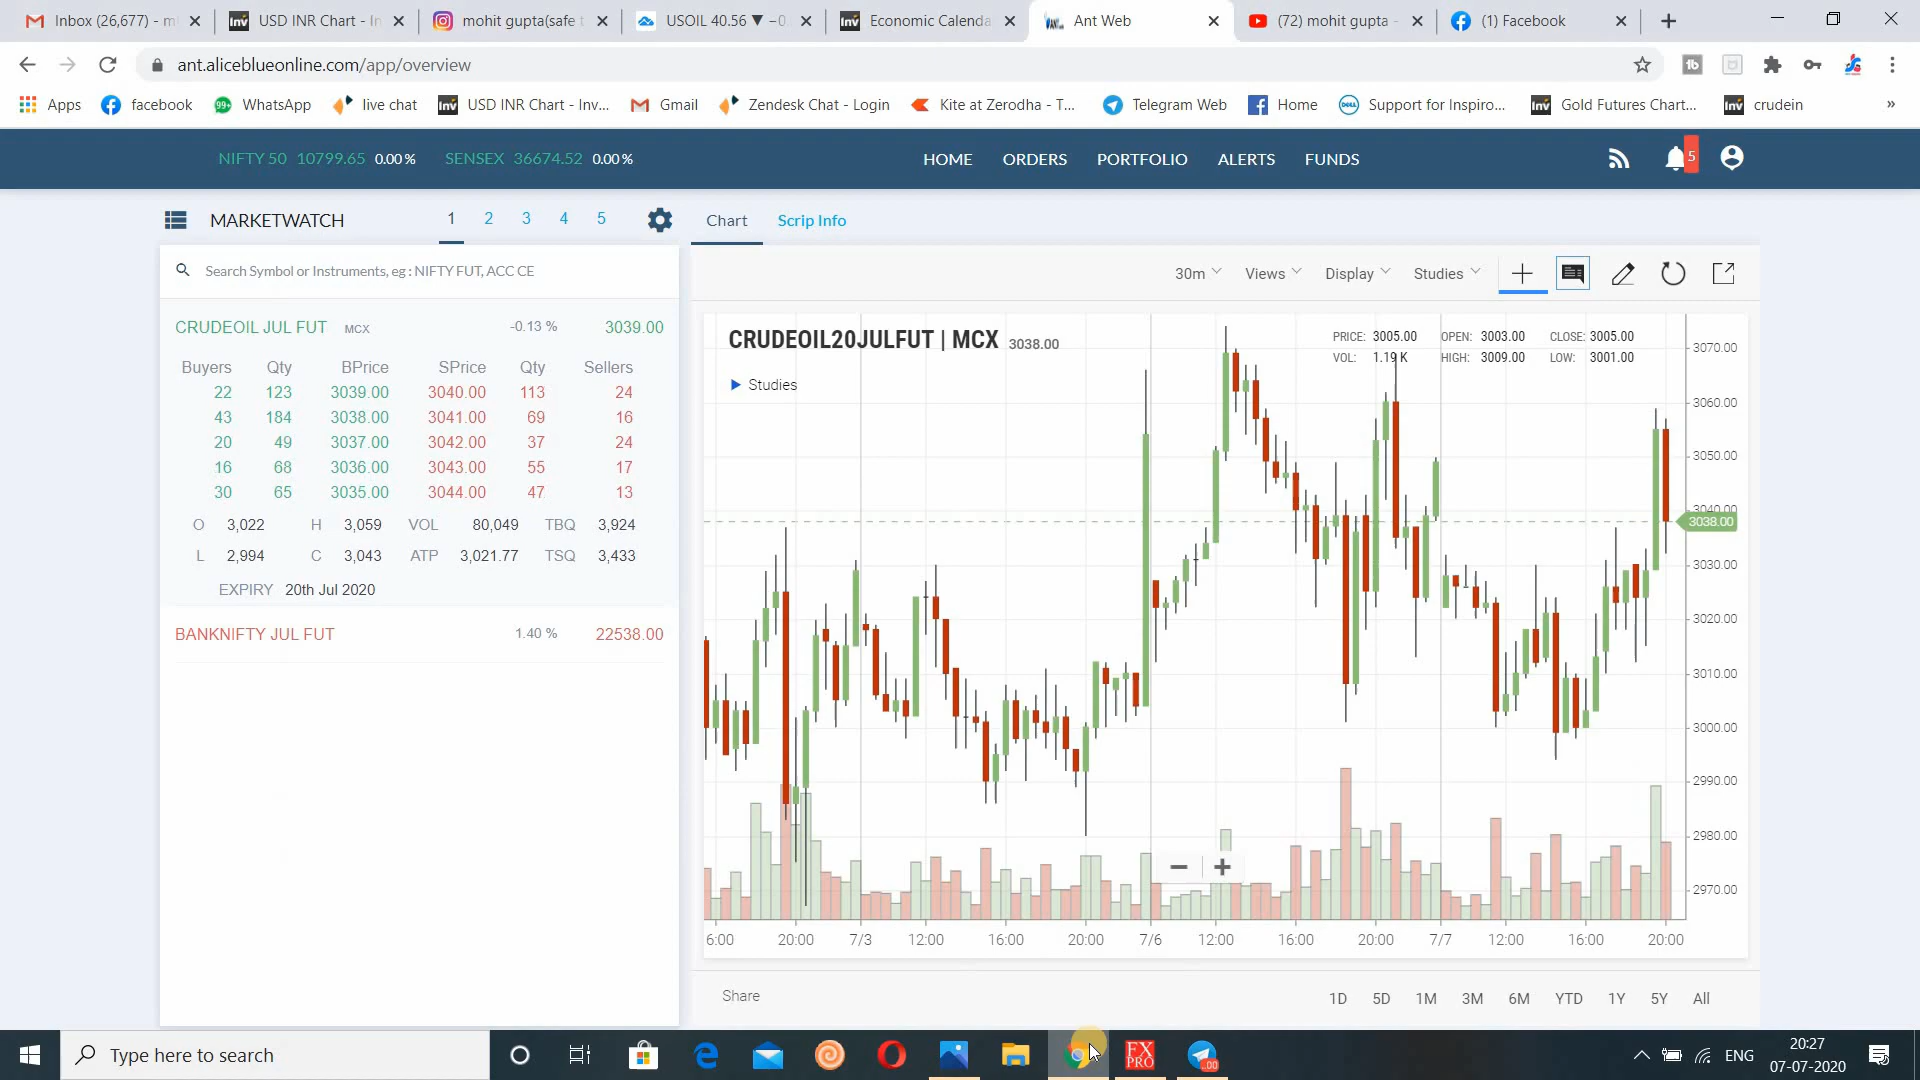 Inbox (26,677) - m
USD INR Chart - In
mohit gupta(safe t
USOIL 40.56 ▼ −0.
Economic Calenda
Ant Web
(72) mohit gupta -
(1) Facebook
ant.aliceblueonline.com/app/overview
Apps
facebook
99+
WhatsApp
live chat
USD INR Chart - Inv...
Gmail
Zendesk Chat - Login
Kite at Zerodha - T...
Telegram Web
Home
Support for Inspiro...
Gold Futures Chart...
crudein
»
NIFTY 50 10799.65 0.00 %
SENSEX 36674.52 0.00 %
HOME ORDERS PORTFOLIO ALERTS FUNDS
5
MARKETWATCH
1 2 3 4 5
Chart Scrip Info
Search Symbol or Instruments, eg : NIFTY FUT, ACC CE
30m Views Display Studies
CRUDEOIL JUL FUT MCX -0.13 % 3039.00
Buyers Qty BPrice SPrice Qty Sellers
22 123 3039.00 3040.00 113 24
43 184 3038.00 3041.00 69 16
20 49 3037.00 3042.00 37 24
16 68 3036.00 3043.00 55 17
30 65 3035.00 3044.00 47 13
O 3,022 H 3,059 VOL 80,049 TBQ 3,924
L 2,994 C 3,043 ATP 3,021.77 TSQ 3,433
EXPIRY 20th Jul 2020
BANKNIFTY JUL FUT 1.40 % 22538.00
CRUDEOIL20JULFUT | MCX 3038.00
PRICE: 3005.00 OPEN: 3003.00 CLOSE: 3005.00
VOL: 1.19 K HIGH: 3009.00 LOW: 3001.00
Studies
3070.00
3060.00
3050.00
3040.00
3038.00
3030.00
3020.00
3010.00
3000.00
2990.00
2980.00
2970.00
6:00 20:00 7/3 12:00 16:00 20:00 7/6 12:00 16:00 20:00 7/7 12:00 16:00 20:00
Share
1D 5D 1M 3M 6M YTD 1Y 5Y All
Type here to search
FX
PRO
ENG
20:27
07-07-2020